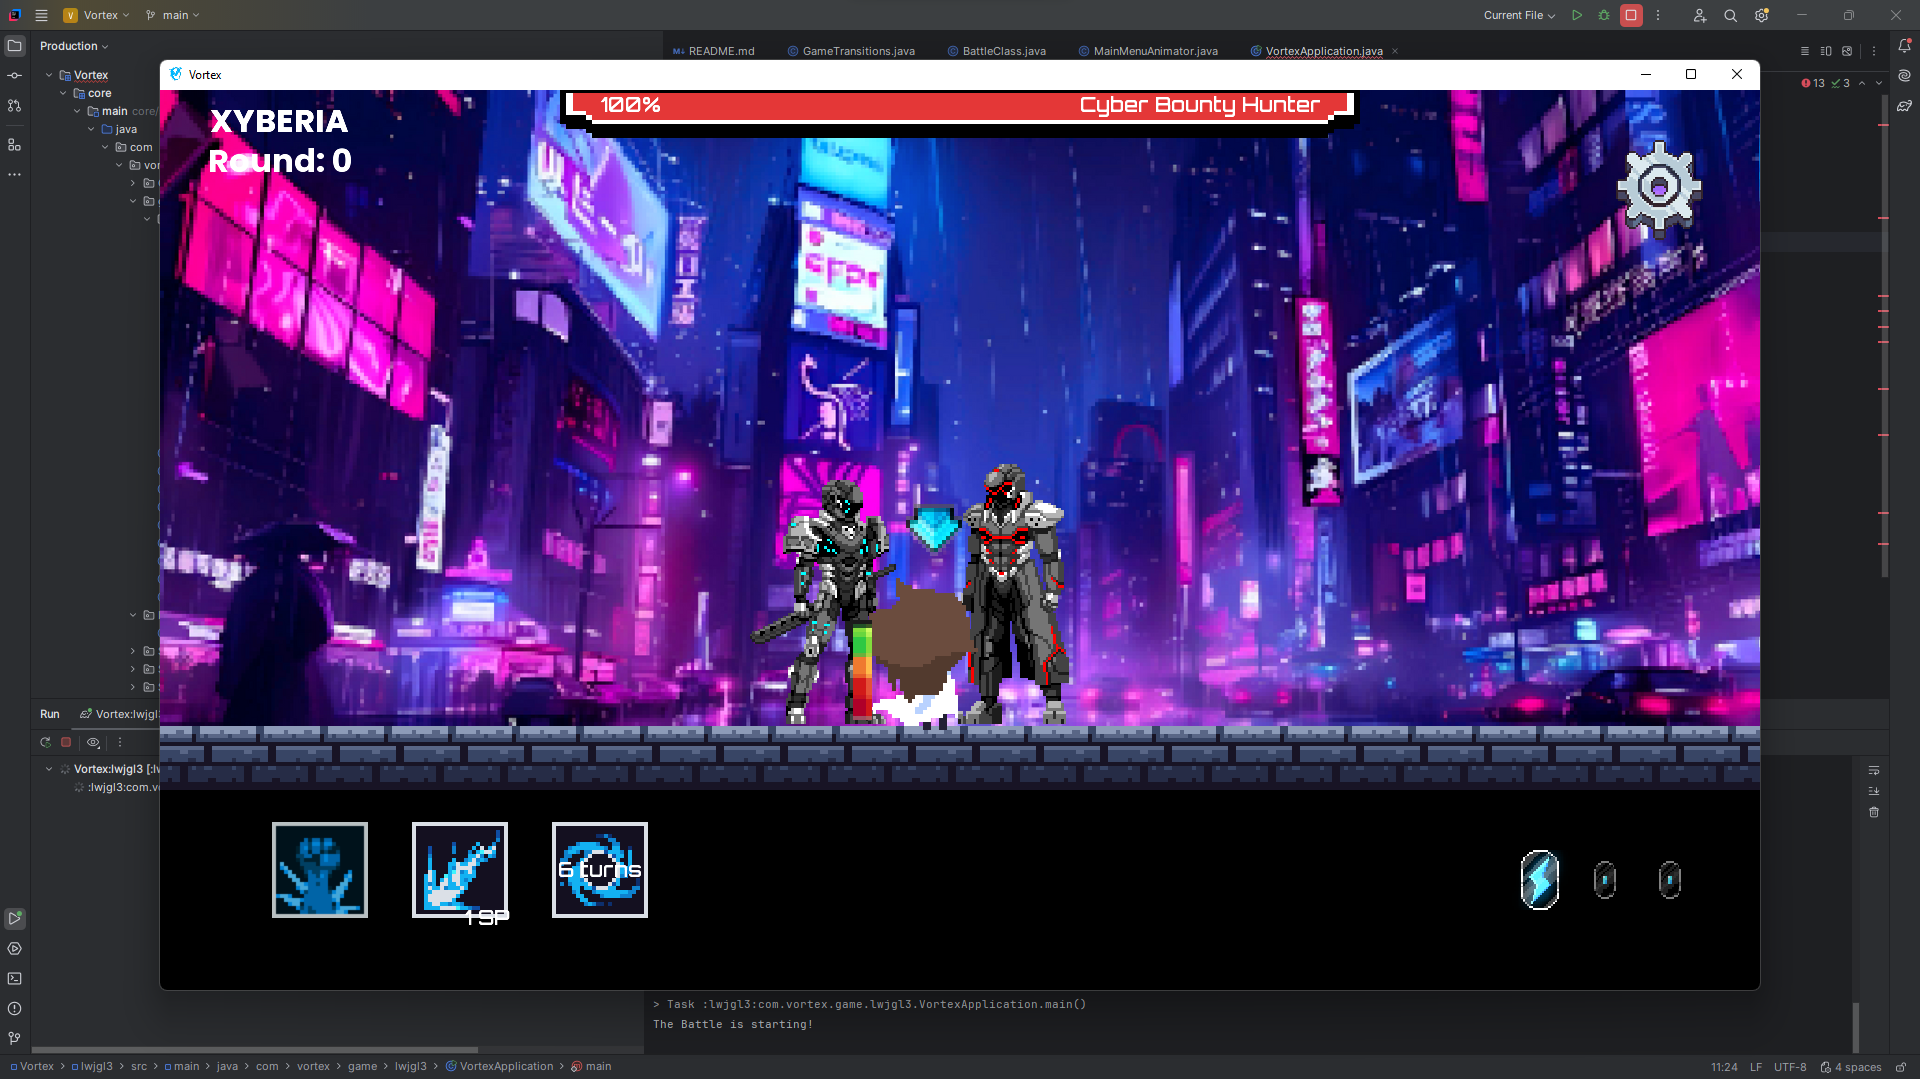 Vortex
main
Current File
Production
README.md
GameTransitions.java
BattleClass.java
MainMenuAnimator.java
VortexApplication.java
13
3
Vortex
core
main core/
java
com
vor
Vortex
XYBERIA
Round: 0
100%
Cyber Bounty Hunter
6 turns
1 SP
Run
Vortex:lwjgl
Vortex:lwjgl3 [:lw
:lwjgl3:com.v
> Task :lwjgl3:com.vortex.game.lwjgl3.VortexApplication.main()
The Battle is starting!
Vortex > lwjgl3 > src > main > java > com > vortex > game > lwjgl3 > VortexApplication > main
11:24 LF UTF-8 4 spaces